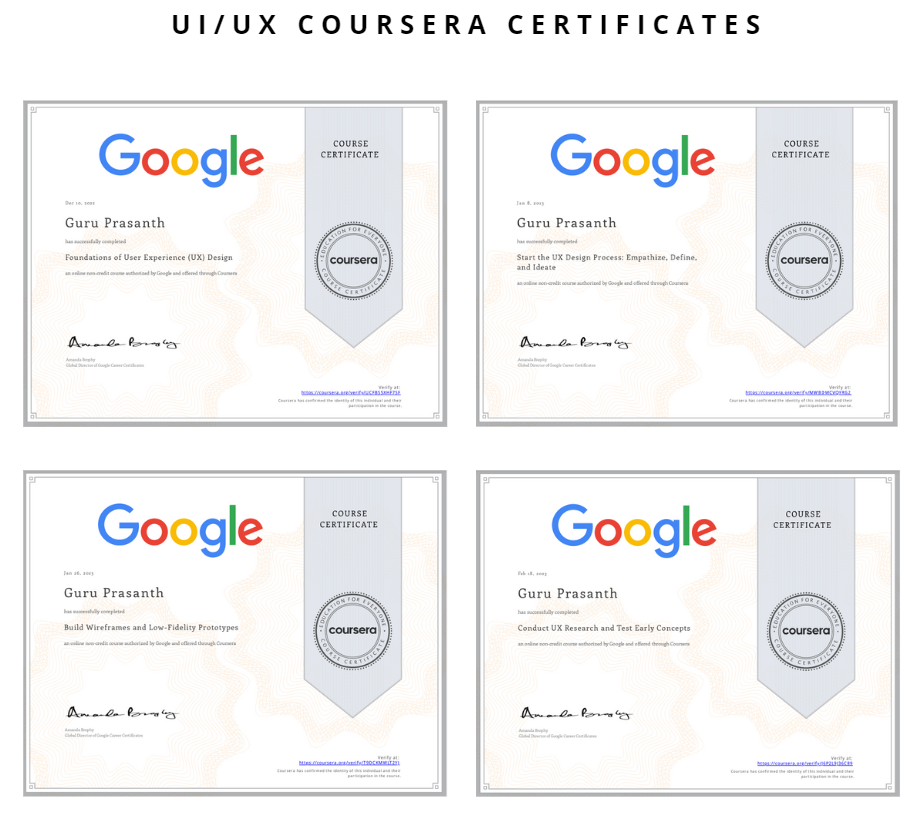 UI/UX COURSERA CERTIFICATES
Google
COURSE
CERTIFICATE
Guru Prasanth
has successfully completed
Foundations of User Experience (UX) Design
an online non-credit course authorized by Google and offered through Coursera
EDUCATION FOR EVERYONE
coursera
COURSE CERTIFICATE
Amanda Brophy
Amanda Brophy
Global Director of Google Career Certificates
Verify at:
Coursera has confirmed the identity of this individual and their
participation in the course.
Google
COURSE
CERTIFICATE
Jan 8, 2023
Guru Prasanth
has successfully completed
Start the UX Design Process: Empathize, Define,
and Ideate
an online non-credit course authorized by Google and offered through Coursera
EDUCATION FOR EVERYONE
coursera
COURSE CERTIFICATE
Amanda Brophy
Amanda Brophy
Global Director of Google Career Certificates
Verify at:
Coursera has confirmed the identity of this individual and their
participation in the course.
Google
COURSE
CERTIFICATE
Guru Prasanth
has successfully completed
Build Wireframes and Low-Fidelity Prototypes
an online non-credit course authorized by Google and offered through Coursera
EDUCATION FOR EVERYONE
coursera
COURSE CERTIFICATE
Amanda Brophy
Amanda Brophy
Global Director of Google Career Certificates
Verify at:
Coursera has confirmed the identity of this individual and their
participation in the course.
Google
COURSE
CERTIFICATE
Feb 18, 2023
Guru Prasanth
has successfully completed
Conduct UX Research and Test Early Concepts
an online non-credit course authorized by Google and offered through Coursera
EDUCATION FOR EVERYONE
coursera
COURSE CERTIFICATE
Amanda Brophy
Amanda Brophy
Global Director of Google Career Certificates
Verify at:
Coursera has confirmed the identity of this individual and their
participation in the course.